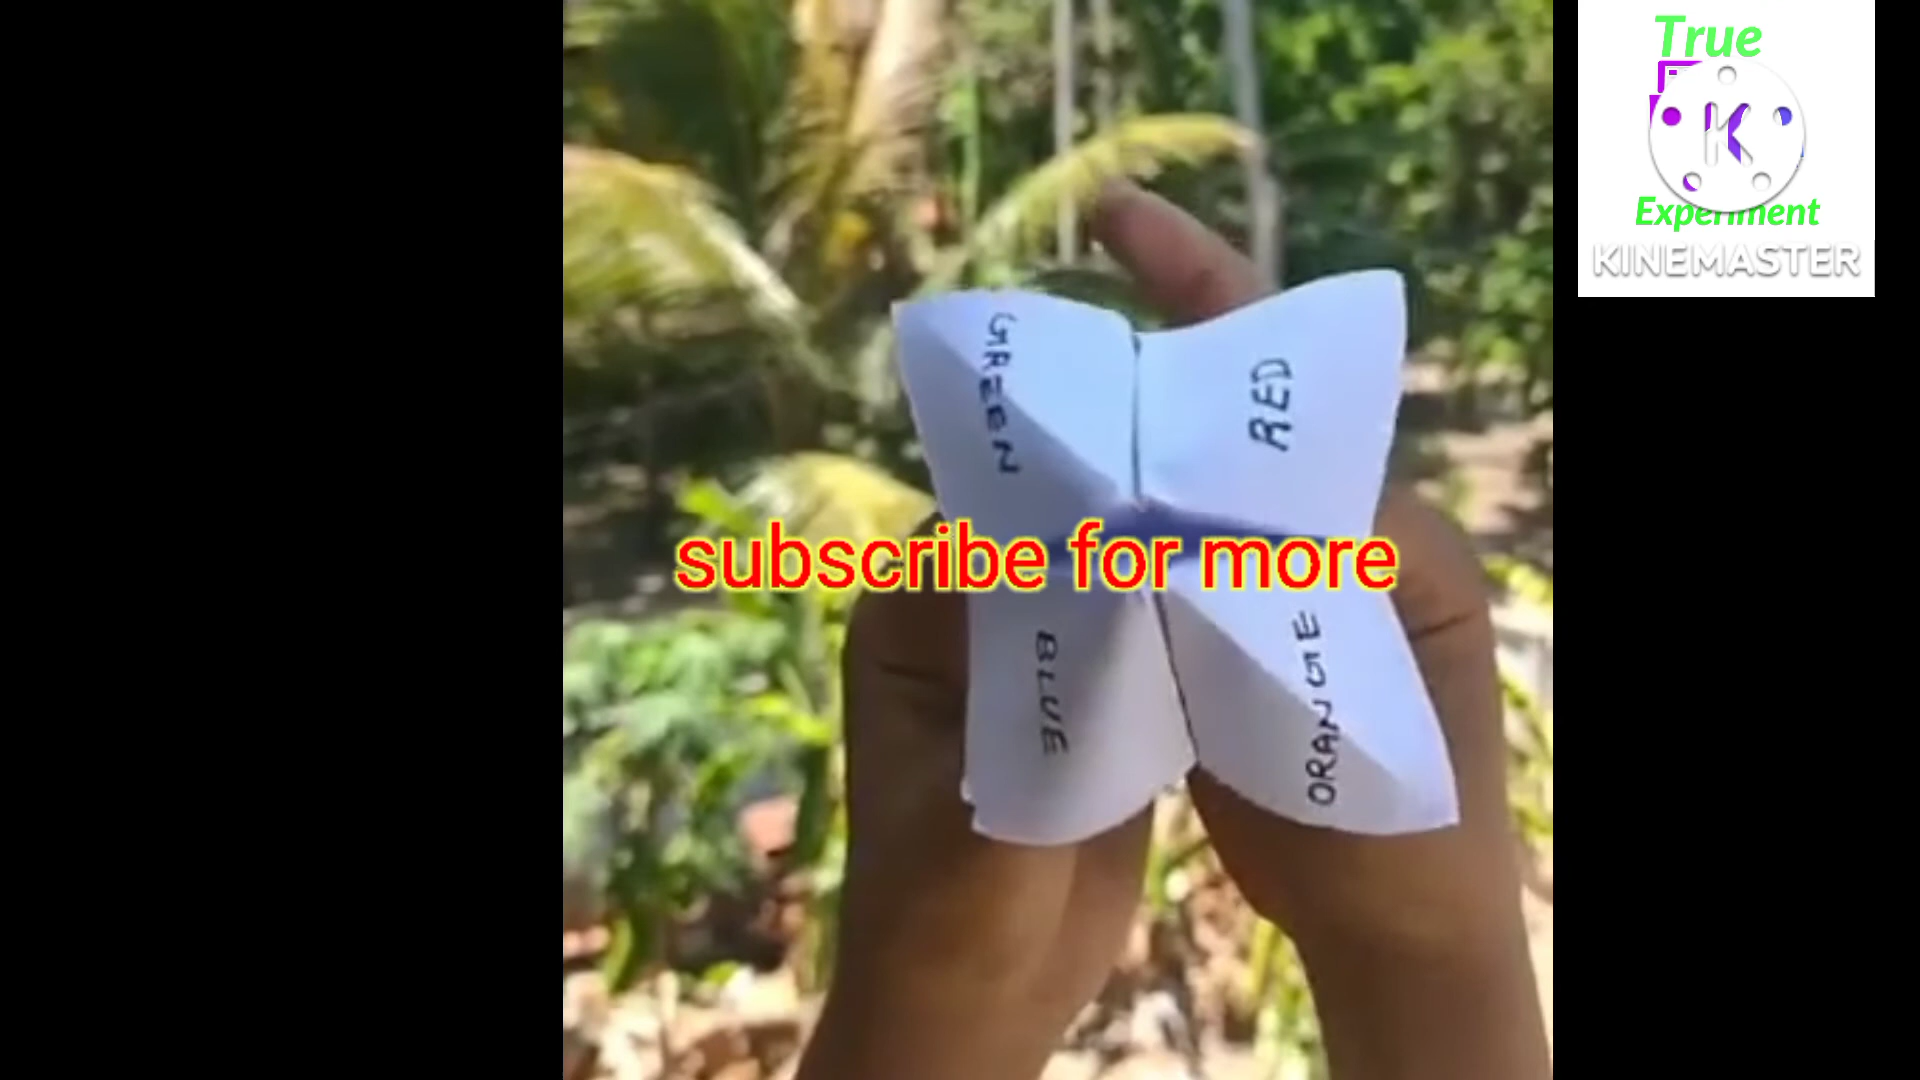 True
K
Experiment
KINEMASTER
GREEN
RED
subscribe for more
BLUE
ORANGE